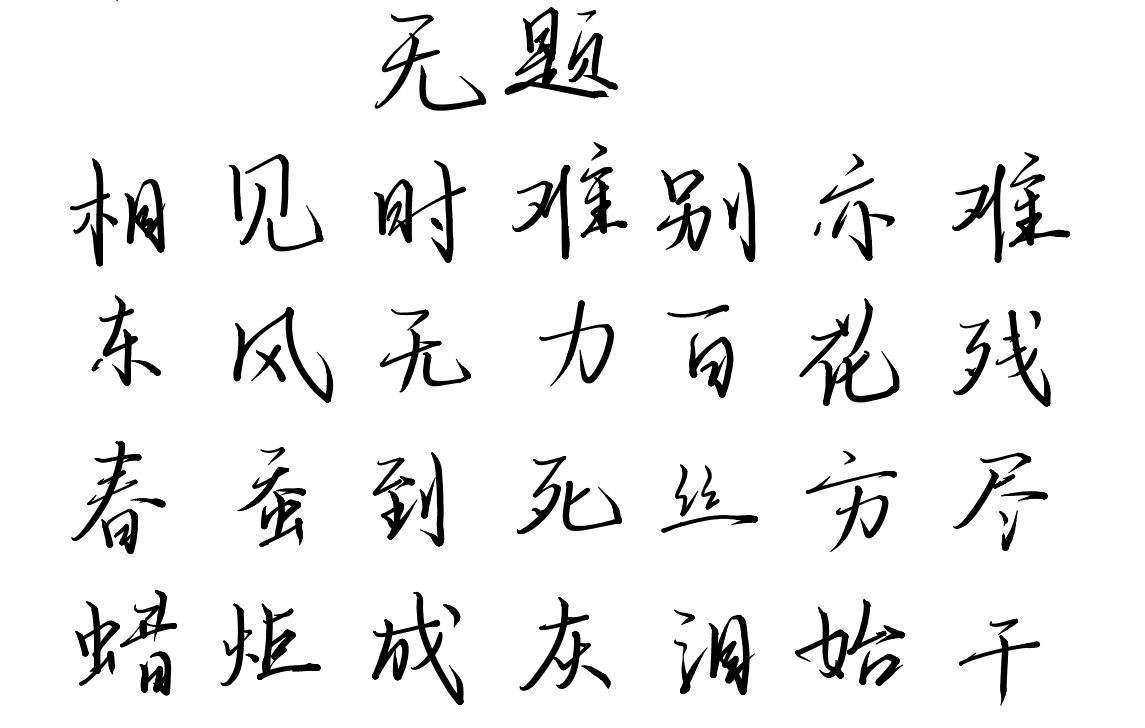 无题
相见时难别亦难
东风无力百花残
春蚕到死丝方尽
蜡炬成灰泪始干